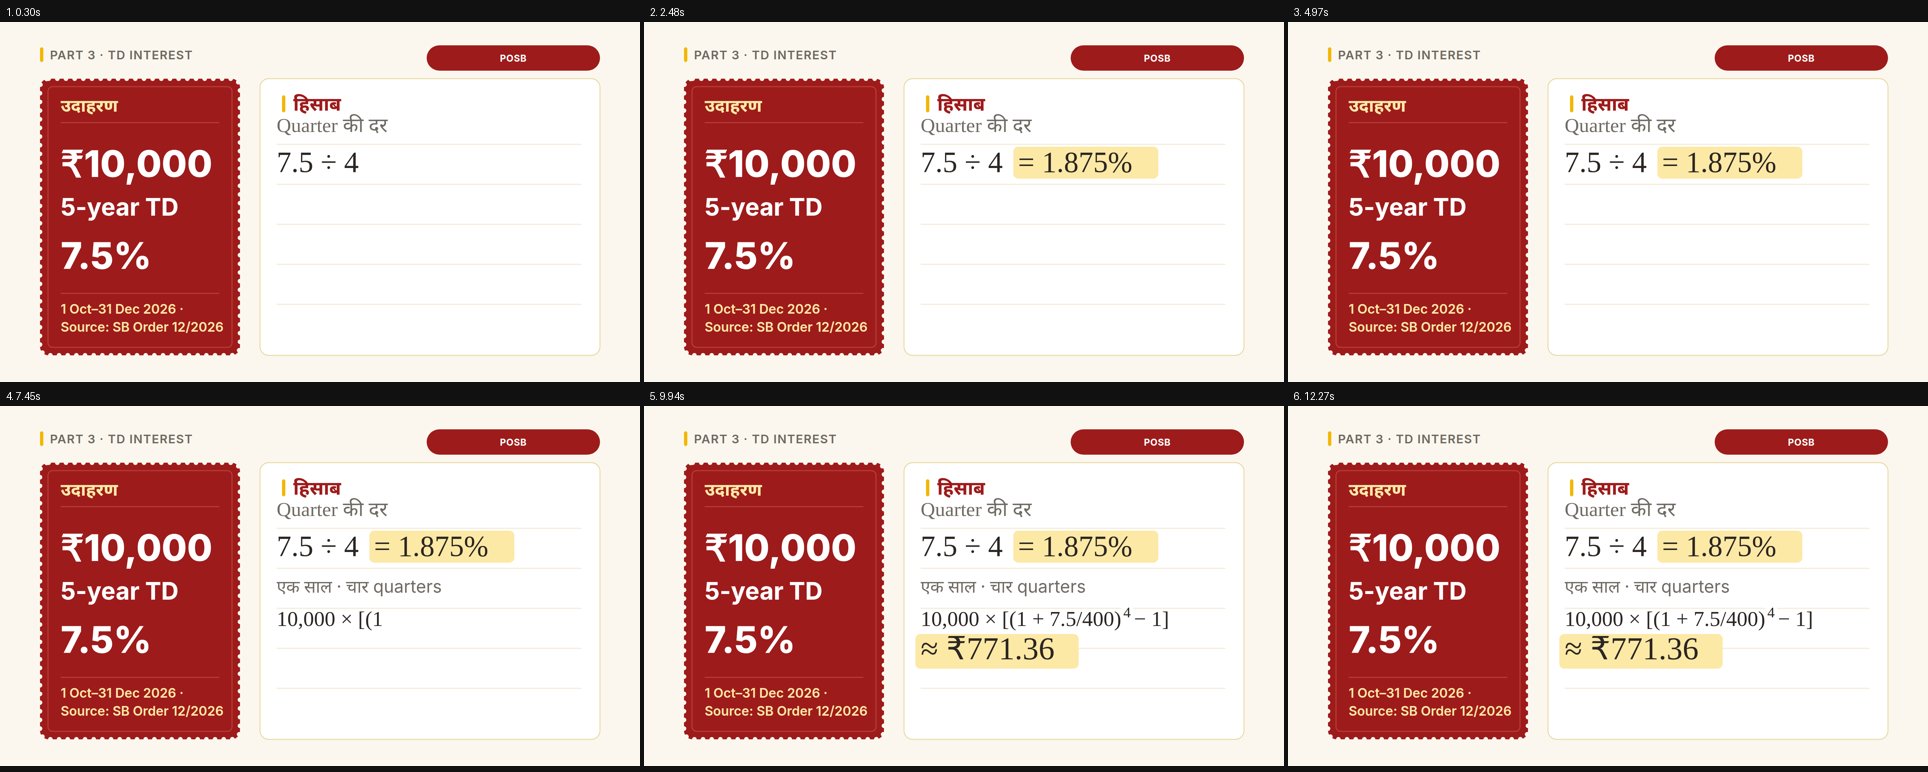 1. 0.30s
PART 3 · TD INTEREST
POSB
उदाहरण
₹10,000
5-year TD
7.5%
1 Oct–31 Dec 2026 ·
Source: SB Order 12/2026
हिसाब
Quarter की दर
7.5 ÷ 4
2. 2.48s
PART 3 · TD INTEREST
POSB
उदाहरण
₹10,000
5-year TD
7.5%
1 Oct–31 Dec 2026 ·
Source: SB Order 12/2026
हिसाब
Quarter की दर
7.5 ÷ 4 = 1.875%
3. 4.97s
PART 3 · TD INTEREST
POSB
उदाहरण
₹10,000
5-year TD
7.5%
1 Oct–31 Dec 2026 ·
Source: SB Order 12/2026
हिसाब
Quarter की दर
7.5 ÷ 4 = 1.875%
4. 7.45s
PART 3 · TD INTEREST
POSB
उदाहरण
₹10,000
5-year TD
7.5%
1 Oct–31 Dec 2026 ·
Source: SB Order 12/2026
हिसाब
Quarter की दर
7.5 ÷ 4 = 1.875%
एक साल · चार quarters
10,000 × [(1
5. 9.94s
PART 3 · TD INTEREST
POSB
उदाहरण
₹10,000
5-year TD
7.5%
1 Oct–31 Dec 2026 ·
Source: SB Order 12/2026
हिसाब
Quarter की दर
7.5 ÷ 4 = 1.875%
एक साल · चार quarters
10,000 × [(1 + 7.5/400)⁴ − 1]
≈ ₹771.36
6. 12.27s
PART 3 · TD INTEREST
POSB
उदाहरण
₹10,000
5-year TD
7.5%
1 Oct–31 Dec 2026 ·
Source: SB Order 12/2026
हिसाब
Quarter की दर
7.5 ÷ 4 = 1.875%
एक साल · चार quarters
10,000 × [(1 + 7.5/400)⁴ − 1]
≈ ₹771.36